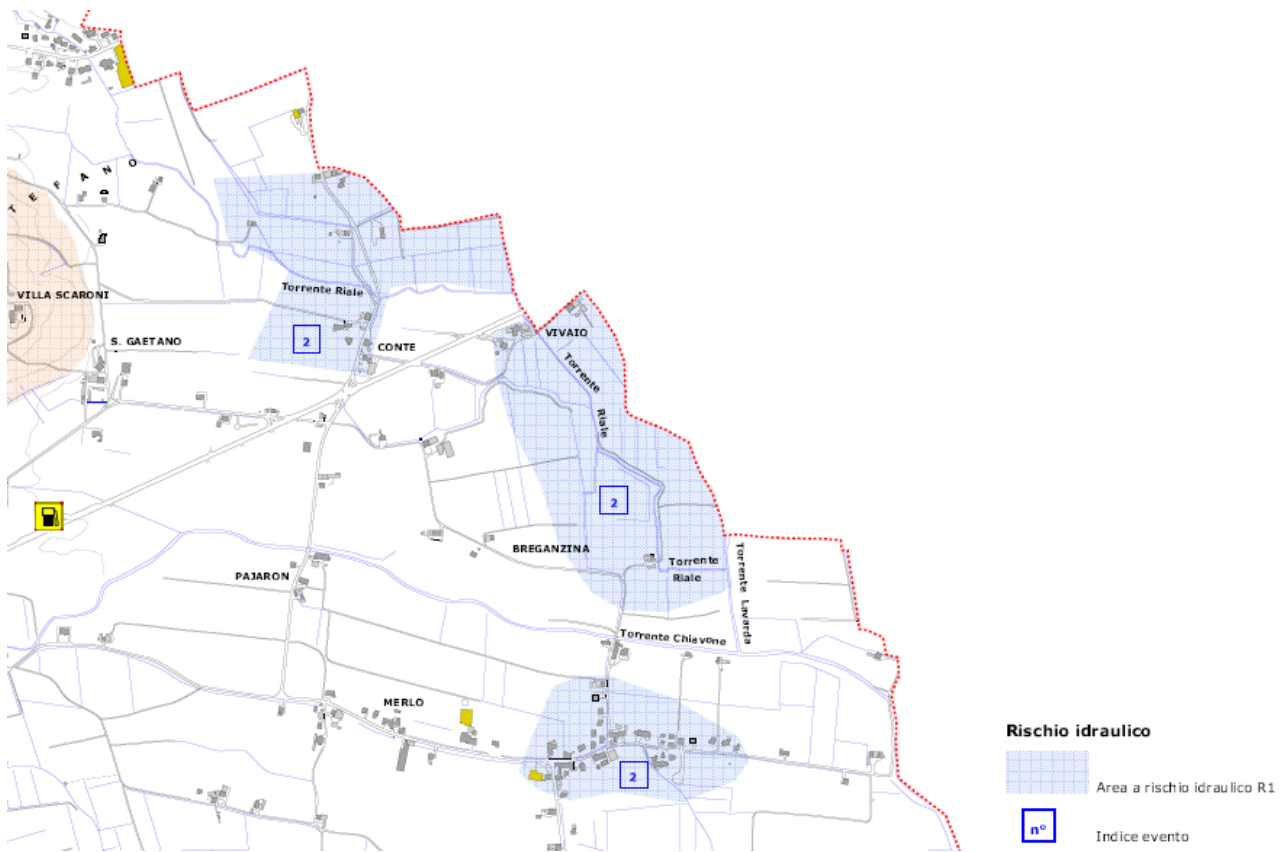 TEFANO
VILLA SCARONI
Torrente Riale
2
S. GAETANO
CONTE
VIVAIO
Torrente
Riale
2
BREGANZINA
Torrente
Riale
Torrente Lavarda
PAJARON
Torrente Chiavone
MERLO
2
Rischio idraulico
Area a rischio idraulico R1
n°
Indice evento